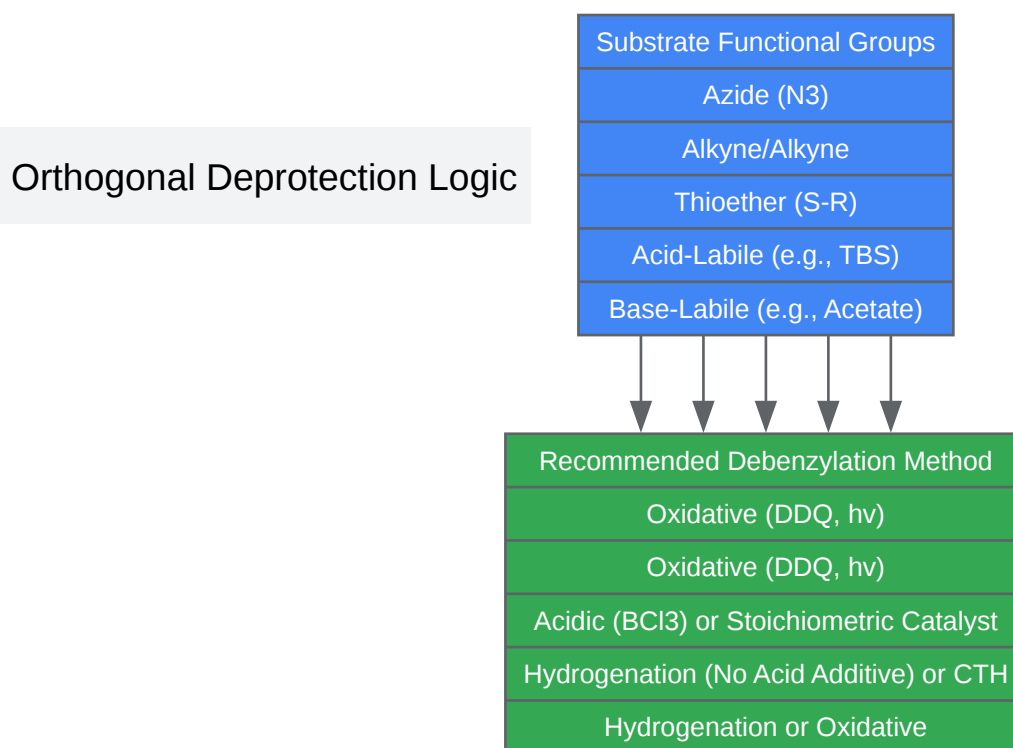 Orthogonal Deprotection Logic
Substrate Functional Groups
Azide (N3)
Alkyne/Alkyne
Thioether (S-R)
Acid-Labile (e.g., TBS)
Base-Labile (e.g., Acetate)
Recommended Debenzylation Method
Oxidative (DDQ, hv)
Oxidative (DDQ, hv)
Acidic (BCl3) or Stoichiometric Catalyst
Hydrogenation (No Acid Additive) or CTH
Hydrogenation or Oxidative